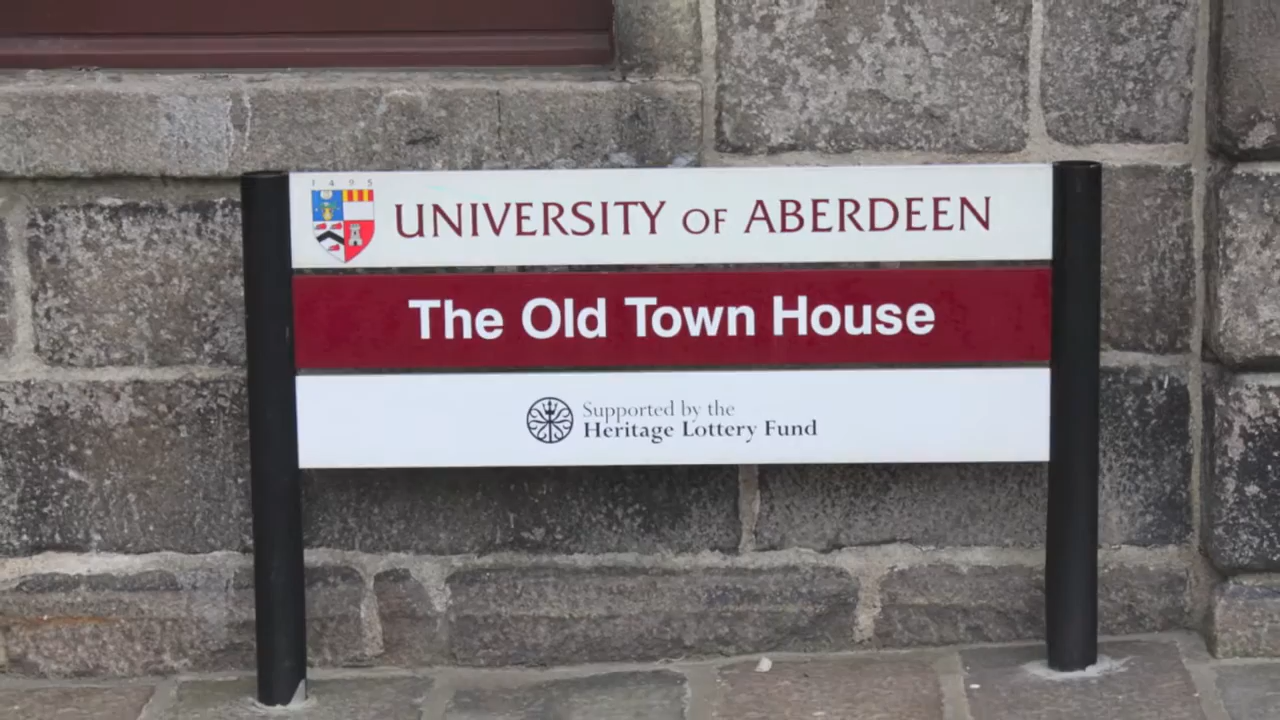 1495
UNIVERSITY OF ABERDEEN
The Old Town House
Supported by the
Heritage Lottery Fund